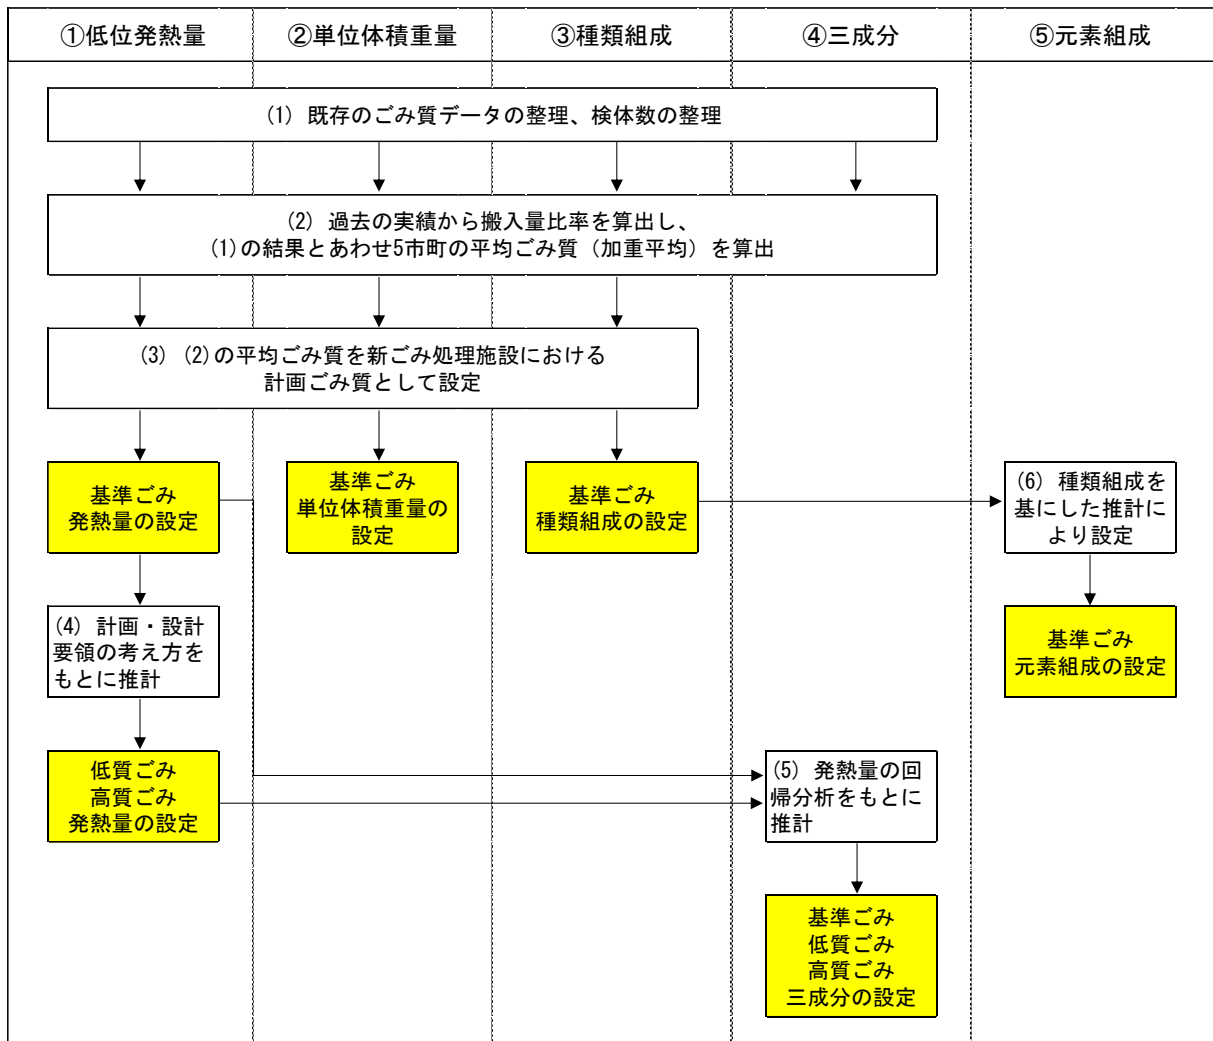 ①低位発熱量
②単位体積重量
③種類組成
④三成分
⑤元素組成
(1) 既存のごみ質データの整理、検体数の整理
(2) 過去の実績から搬入量比率を算出し、
(1)の結果とあわせ5市町の平均ごみ質（加重平均）を算出
(3) (2)の平均ごみ質を新ごみ処理施設における
計画ごみ質として設定
基準ごみ
発熱量の設定
基準ごみ
単位体積重量の
設定
基準ごみ
種類組成の設定
(6) 種類組成を
基にした推計に
より設定
(4) 計画・設計
要領の考え方を
もとに推計
基準ごみ
元素組成の設定
低質ごみ
高質ごみ
発熱量の設定
(5) 発熱量の回
帰分析をもとに
推計
基準ごみ
低質ごみ
高質ごみ
三成分の設定